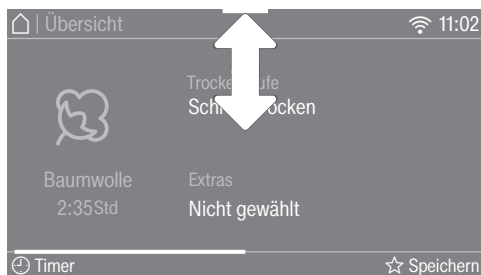 | Übersicht 11:02
Baumwolle
2:35Std
Extras
Nicht gewählt
Timer
Speichern